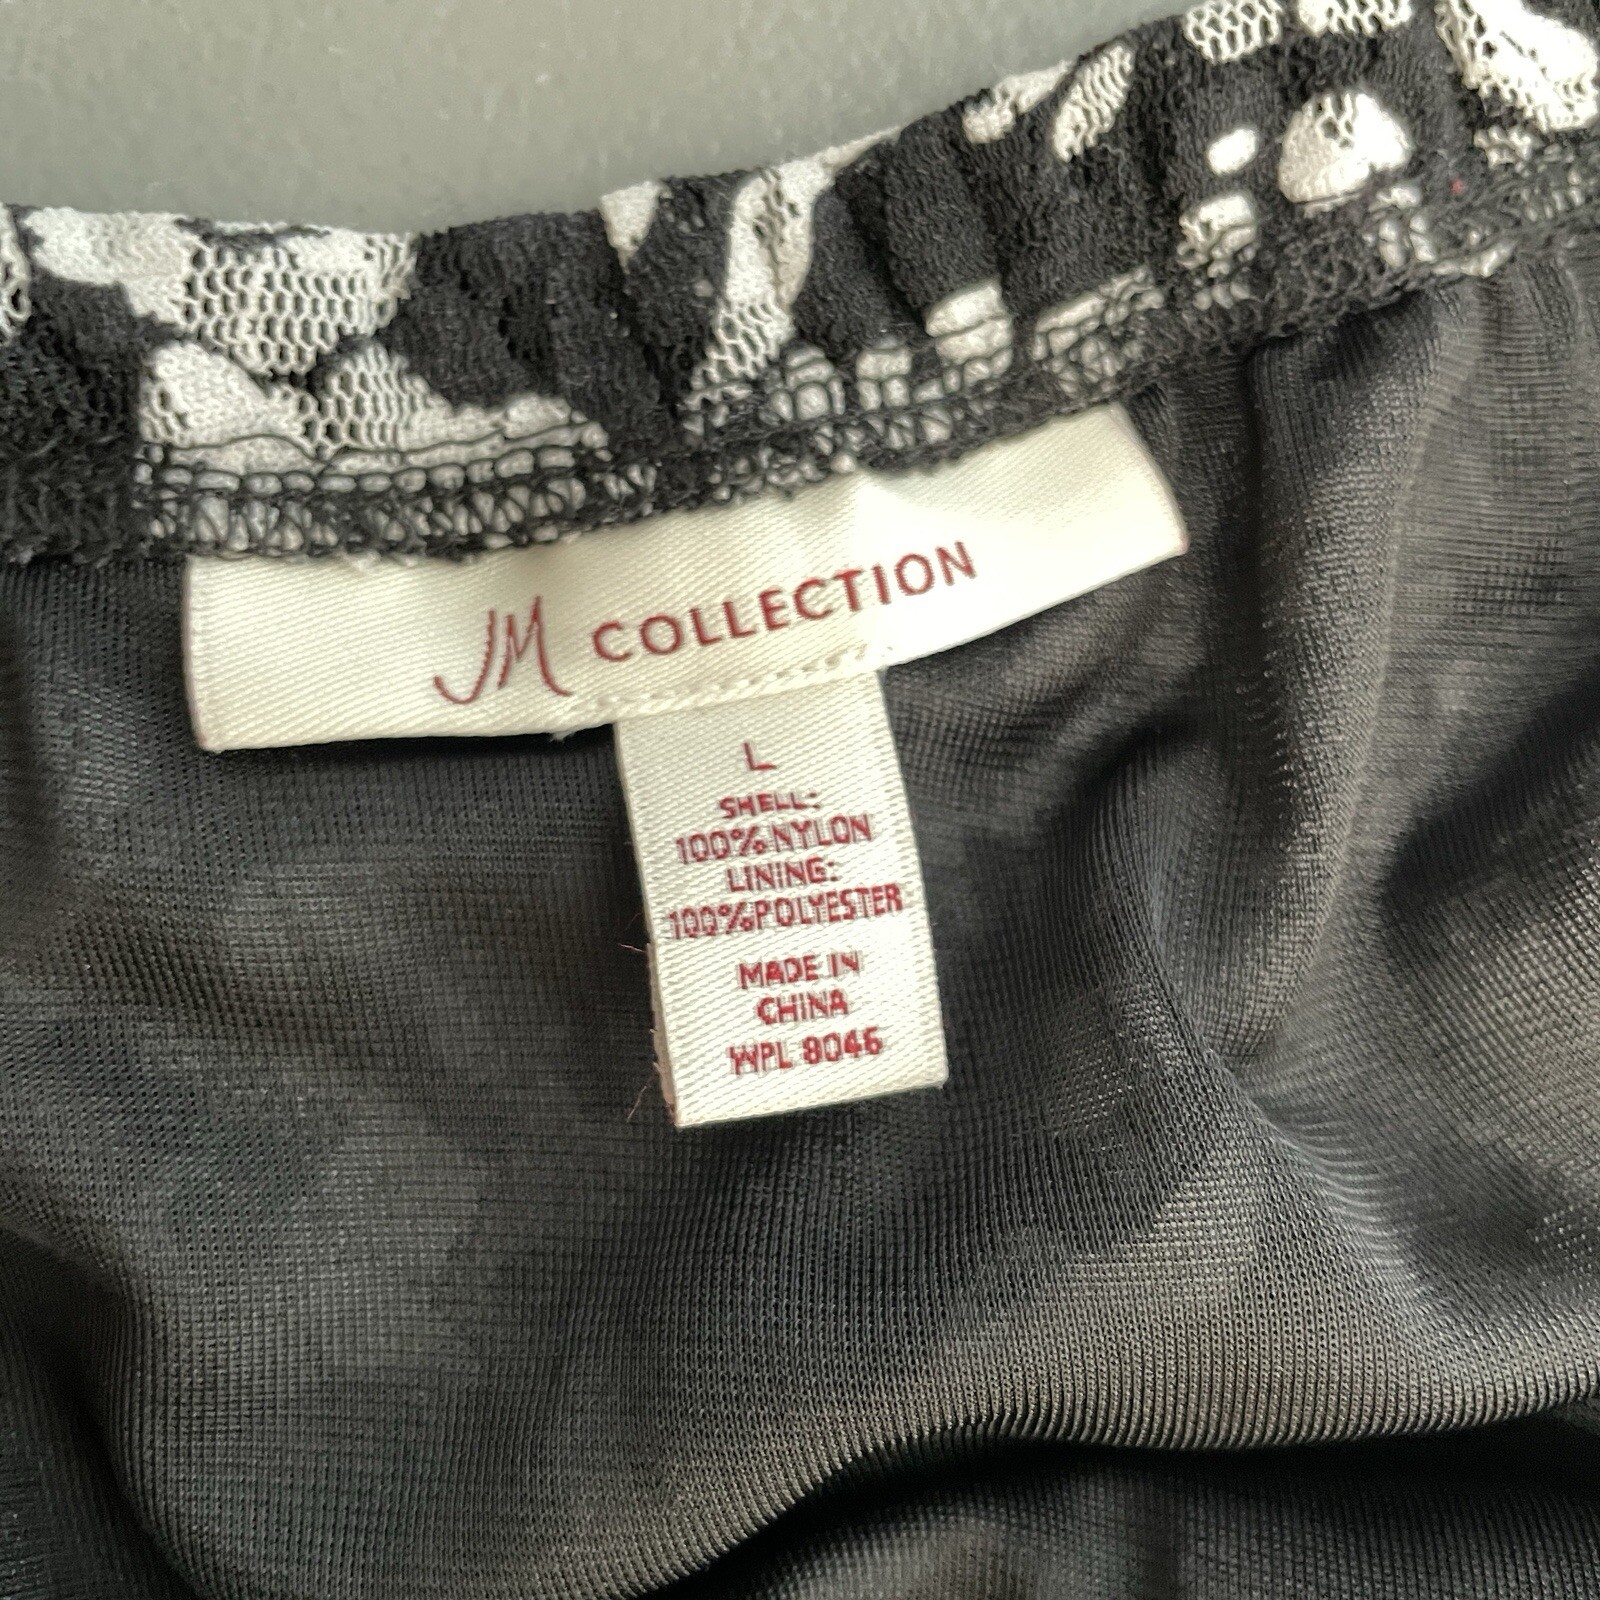 JM COLLECTION
L
SHELL:
100%NYLON
LINING:
100%POLYESTER
MADE IN
CHINA
WPL 8046